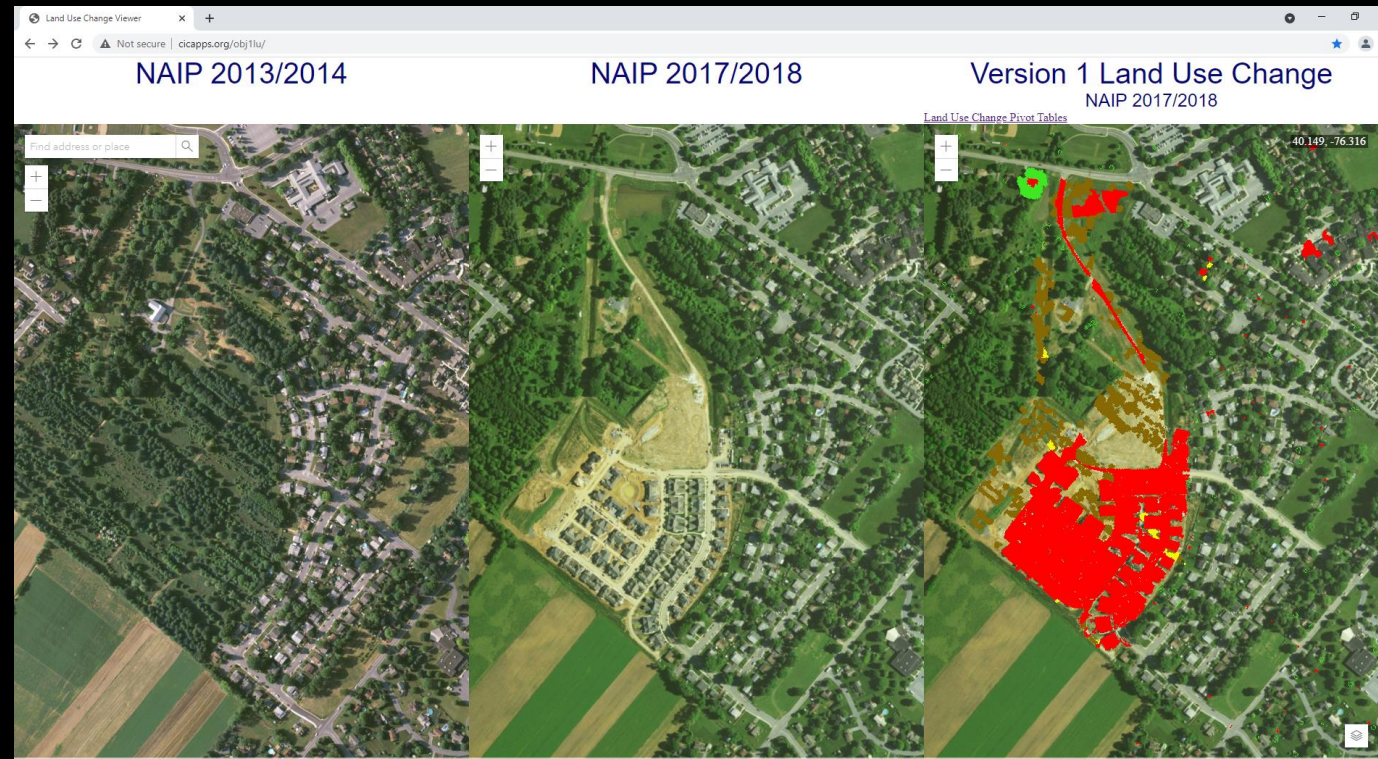 Land Use Change Viewer
Not secure | cicapps.org/obj1lu/
NAIP 2013/2014
NAIP 2017/2018
Version 1 Land Use Change
NAIP 2017/2018
Land Use Change Pivot Tables
Find address or place
40.149, -76.316